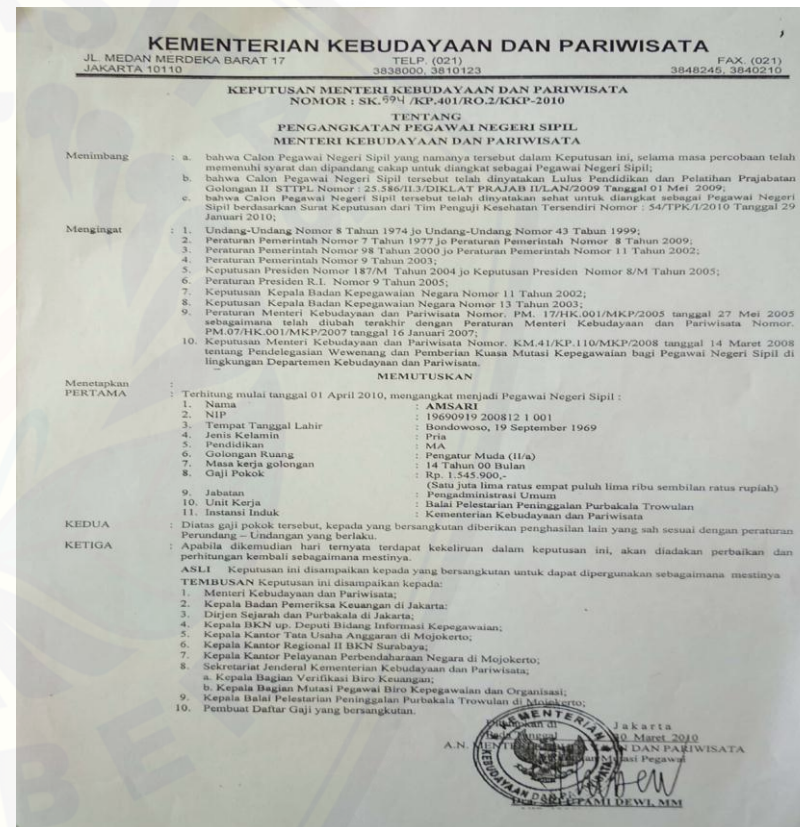 KEMENTERIAN KEBUDAYAAN DAN PARIWISATA
JL. MEDAN MERDEKA BARAT 17 TELP. (021) FAX. (021)
JAKARTA 10110 3838000, 3810123 3848245, 3840210
KEPUTUSAN MENTERI KEBUDAYAAN DAN PARIWISATA
NOMOR : SK.594 /KP.401/RO.2/KKP-2010
TENTANG
PENGANGKATAN PEGAWAI NEGERI SIPIL
MENTERI KEBUDAYAAN DAN PARIWISATA
Menimbang : a. bahwa Calon Pegawai Negeri Sipil yang namanya tersebut dalam Keputusan ini, selama masa percobaan telah
memenuhi syarat dan dipandang cakap untuk diangkat sebagai Pegawai Negeri Sipil;
b. bahwa Calon Pegawai Negeri Sipil tersebut telah dinyatakan Lulus Pendidikan dan Pelatihan Prajabatan
Golongan II STTPL Nomor : 25.586/II.3/DIKLAT PRAJAB II/LAN/2009 Tanggal 01 Mei 2009;
c. bahwa Calon Pegawai Negeri Sipil tersebut telah dinyatakan sehat untuk diangkat sebagai Pegawai Negeri
Sipil berdasarkan Surat Keputusan dari Tim Penguji Kesehatan Tersendiri Nomor : 54/TPK/I/2010 Tanggal 29
Januari 2010;
Mengingat : 1. Undang-Undang Nomor 8 Tahun 1974 jo Undang-Undang Nomor 43 Tahun 1999;
2. Peraturan Pemerintah Nomor 7 Tahun 1977 jo Peraturan Pemerintah Nomor 8 Tahun 2009;
3. Peraturan Pemerintah Nomor 98 Tahun 2000 jo Peraturan Pemerintah Nomor 11 Tahun 2002;
4. Peraturan Pemerintah Nomor 9 Tahun 2003;
5. Keputusan Presiden Nomor 187/M Tahun 2004 jo Keputusan Presiden Nomor 8/M Tahun 2005;
6. Peraturan Presiden R.I. Nomor 9 Tahun 2005;
7. Keputusan Kepala Badan Kepegawaian Negara Nomor 11 Tahun 2002;
8. Keputusan Kepala Badan Kepegawaian Negara Nomor 13 Tahun 2003;
9. Peraturan Menteri Kebudayaan dan Pariwisata Nomor. PM. 17/HK.001/MKP/2005 tanggal 27 Mei 2005
sebagaimana telah diubah terakhir dengan Peraturan Menteri Kebudayaan dan Pariwisata Nomor.
PM.07/HK.001/MKP/2007 tanggal 16 Januari 2007;
10. Keputusan Menteri Kebudayaan dan Pariwisata Nomor. KM.41/KP.110/MKP/2008 tanggal 14 Maret 2008
tentang Pendelegasian Wewenang dan Pemberian Kuasa Mutasi Kepegawaian bagi Pegawai Negeri Sipil di
lingkungan Departemen Kebudayaan dan Pariwisata.
MEMUTUSKAN
Menetapkan :
PERTAMA : Terhitung mulai tanggal 01 April 2010, mengangkat menjadi Pegawai Negeri Sipil :
1. Nama : AMSARI
2. NIP : 19690919 200812 1 001
3. Tempat Tanggal Lahir : Bondowoso, 19 September 1969
4. Jenis Kelamin : Pria
5. Pendidikan : MA
6. Golongan Ruang : Pengatur Muda (II/a)
7. Masa kerja golongan : 14 Tahun 00 Bulan
8. Gaji Pokok : Rp. 1.545.900,-
(Satu juta lima ratus empat puluh lima ribu sembilan ratus rupiah)
9. Jabatan : Pengadministrasi Umum
10. Unit Kerja : Balai Pelestarian Peninggalan Purbakala Trowulan
11. Instansi Induk : Kementerian Kebudayaan dan Pariwisata
KEDUA : Diatas gaji pokok tersebut, kepada yang bersangkutan diberikan penghasilan lain yang sah sesuai dengan peraturan
Perundang – Undangan yang berlaku.
KETIGA : Apabila dikemudian hari ternyata terdapat kekeliruan dalam keputusan ini, akan diadakan perbaikan dan
perhitungan kembali sebagaimana mestinya.
ASLI Keputusan ini disampaikan kepada yang bersangkutan untuk dapat dipergunakan sebagaimana mestinya
TEMBUSAN Keputusan ini disampaikan kepada:
1. Menteri Kebudayaan dan Pariwisata;
2. Kepala Badan Pemeriksa Keuangan di Jakarta:
3. Dirjen Sejarah dan Purbakala di Jakarta;
4. Kepala BKN up. Deputi Bidang Informasi Kepegawaian;
5. Kepala Kantor Tata Usaha Anggaran di Mojokerto;
6. Kepala Kantor Regional II BKN Surabaya;
7. Kepala Kantor Pelayanan Perbendaharaan Negara di Mojokerto;
8. Sekretariat Jenderal Kementerian Kebudayaan dan Pariwisata;
a. Kepala Bagian Verifikasi Biro Keuangan;
b. Kepala Bagian Mutasi Pegawai Biro Kepegawaian dan Organisasi;
9. Kepala Balai Pelestarian Peninggalan Purbakala Trowulan di Mojokerto;
10. Pembuat Daftar Gaji yang bersangkutan.
di Jakarta
Pada Tanggal Maret 2010
A.N. MENTERI DAN PARIWISATA
Mutasi Pegawai
KEMENTERIAN
KEBUDAYAAN DAN
DEWI, MM